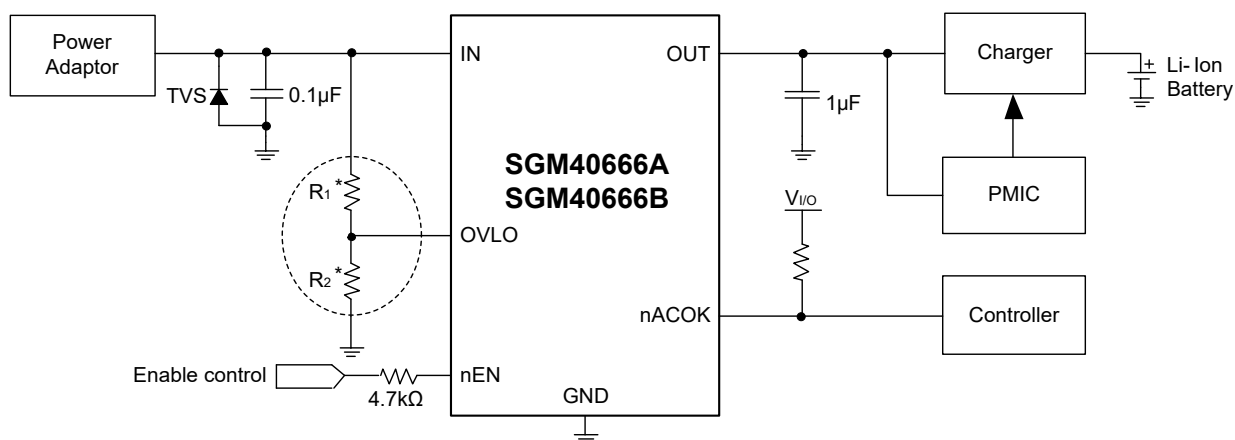 Power
Adaptor
TVS
0.1µF
R1 *
R2 *
IN
OVLO
Enable control
4.7kΩ
nEN
SGM40666A
SGM40666B
GND
OUT
nACOK
1µF
VI/O
Charger
PMIC
Controller
+
Li- Ion
Battery